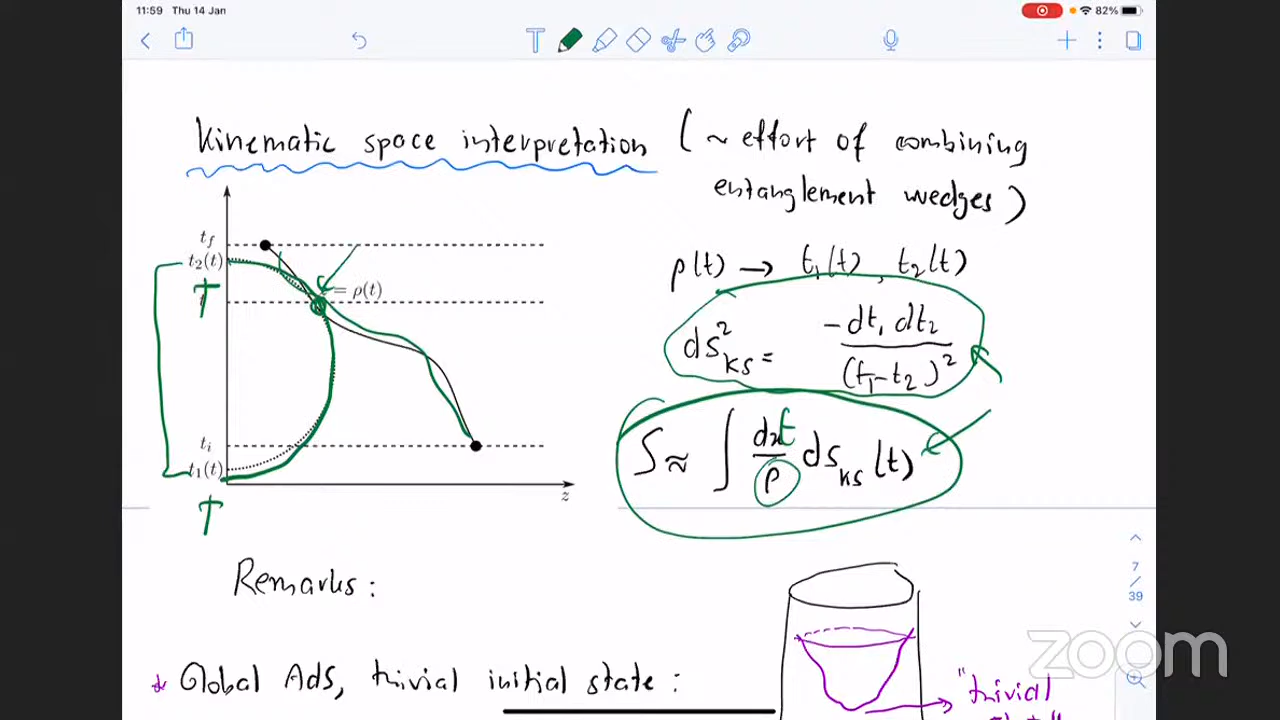 11:59 Thu 14 Jan
82%
Kinematic space interpretation ( ~ effort of combining
entanglement wedges )
t_f
t_2(t)
= ρ(t)
t_i
t_1(t)
z
ρ(t) → t_1(t) , t_2(t)
ds²_KS = -dt_1 dt_2 / (t_1-t_2)²
S ≈ ∫ dt/ρ ds_KS (t)
Remarks :
7
/
39
* Global AdS, trivial initial state :
"trivial
zoom